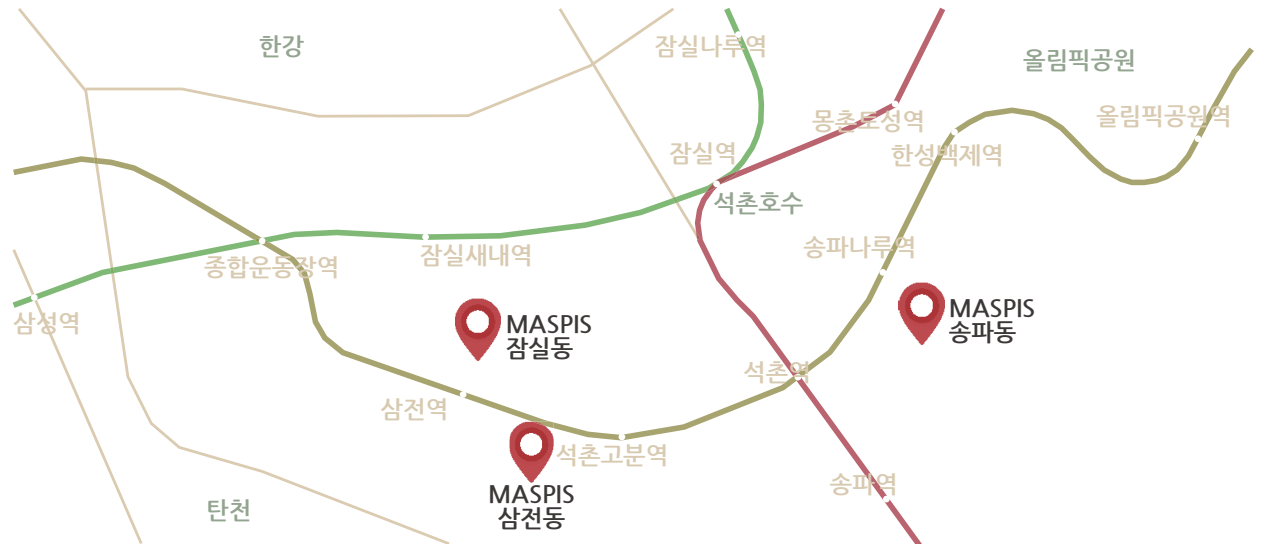 한강
잠실나루역
올림픽공원
몽촌토성역
올림픽공원역
잠실역
한성백제역
석촌호수
종합운동장역
잠실새내역
송파나루역
삼성역
MASPIS
잠실동
MASPIS
송파동
석촌역
삼전역
석촌고분역
송파역
MASPIS
삼전동
탄천